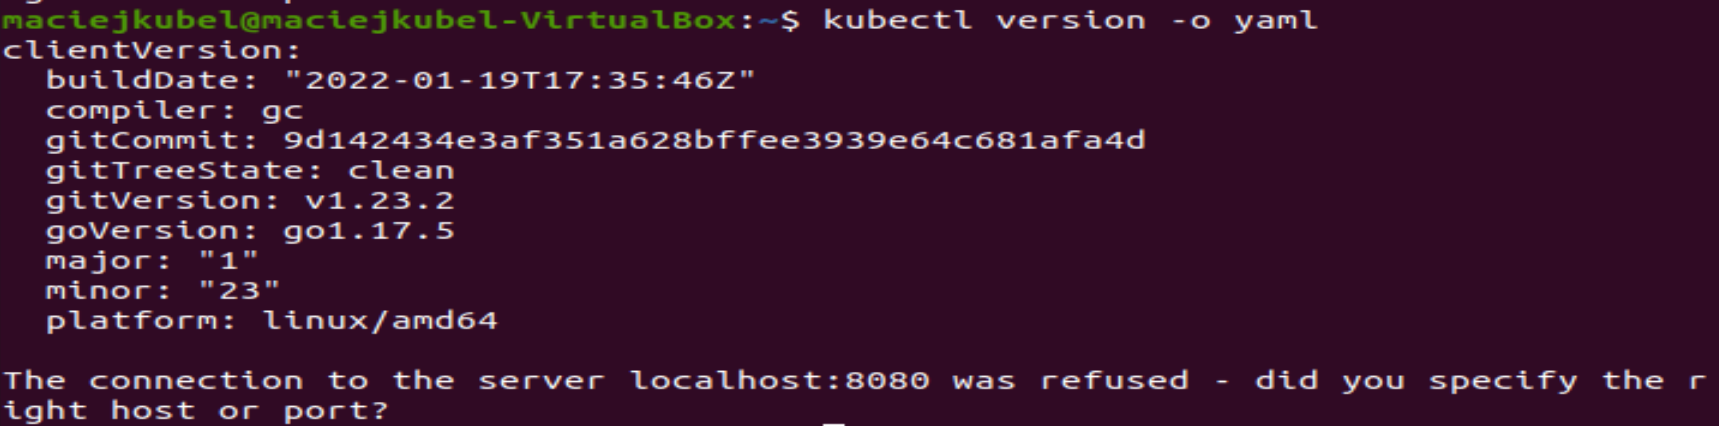 maciejkubel@maciejkubel-VirtualBox:~$ kubectl version -o yaml
clientVersion:
  buildDate: "2022-01-19T17:35:46Z"
  compiler: gc
  gitCommit: 9d142434e3af351a628bffee3939e64c681afa4d
  gitTreeState: clean
  gitVersion: v1.23.2
  goVersion: go1.17.5
  major: "1"
  minor: "23"
  platform: linux/amd64

The connection to the server localhost:8080 was refused - did you specify the r
ight host or port?